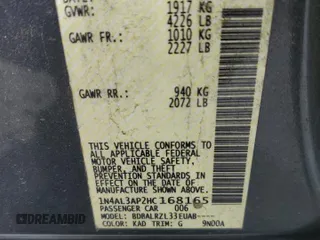 GVWR: 1917 KG
4226 LB
GAWR FR.: 1010 KG
2227 LB
GAWR RR.: 940 KG
2072 LB
THIS VEHICLE CONFORMS TO ALL
APPLICABLE FEDERAL MOTOR
VEHICLE SAFETY,
BUMPER, AND THEFT PREVENTION
STANDARDS IN EFFECT ON THE
DATE OF MANUFACTURE SHOWN
ABOVE.
1N4AL3AP2HC168165
PASSENGER CAR 006
MODEL: BDBALRZL33EUAB
COLOR: KAD TRIM: G 9N00A
DREAMBID